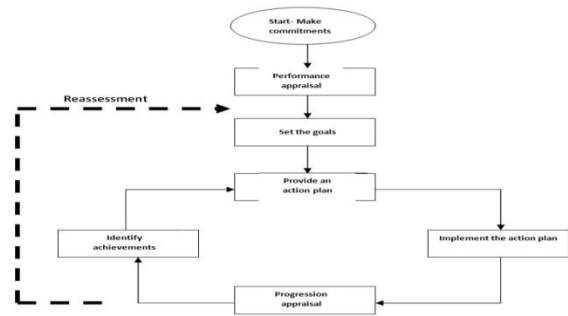 Start- Make
commitments
Performance
appraisal
Reassessment
Set the goals
Provide an
action plan
Identify
achievements
Implement the action plan
Progression
appraisal